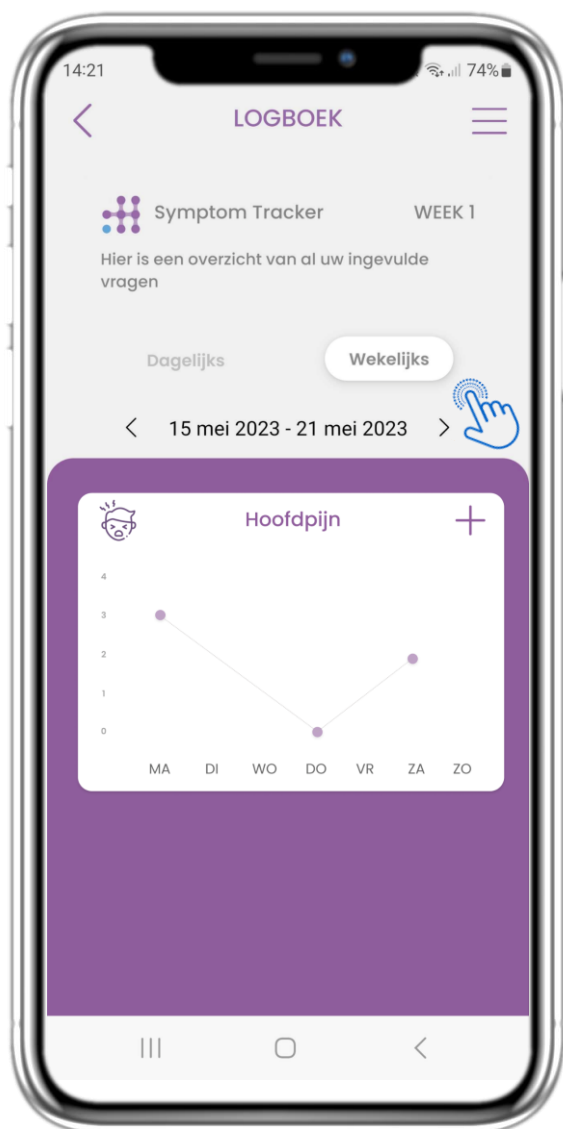 14:21
74%
LOGBOEK
Symptom Tracker
WEEK 1
Hier is een overzicht van al uw ingevulde
vragen
Dagelijks
Wekelijks
15 mei 2023 - 21 mei 2023
Hoofdpijn
4
3
2
1
0
MA DI WO DO VR ZA ZO